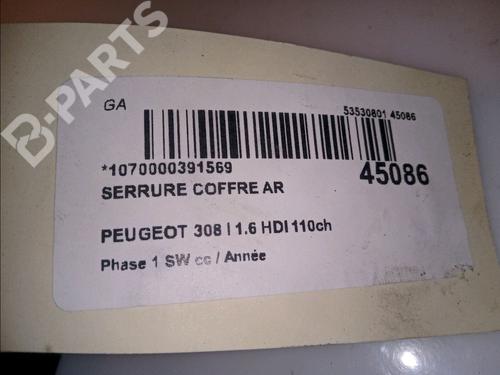 B-PARTS
GA
53530801 45086
*1070000391569
45086
SERRURE COFFRE AR
PEUGEOT 308 I 1.6 HDI 110ch
Phase 1 SW cc / Année